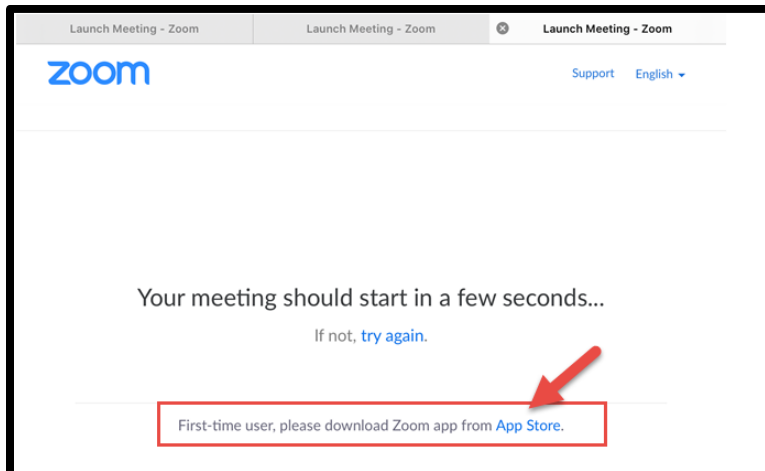 Launch Meeting - Zoom Launch Meeting - Zoom Launch Meeting - Zoom
zoom Support English
Your meeting should start in a few seconds...
If not, try again.
First-time user, please download Zoom app from App Store.